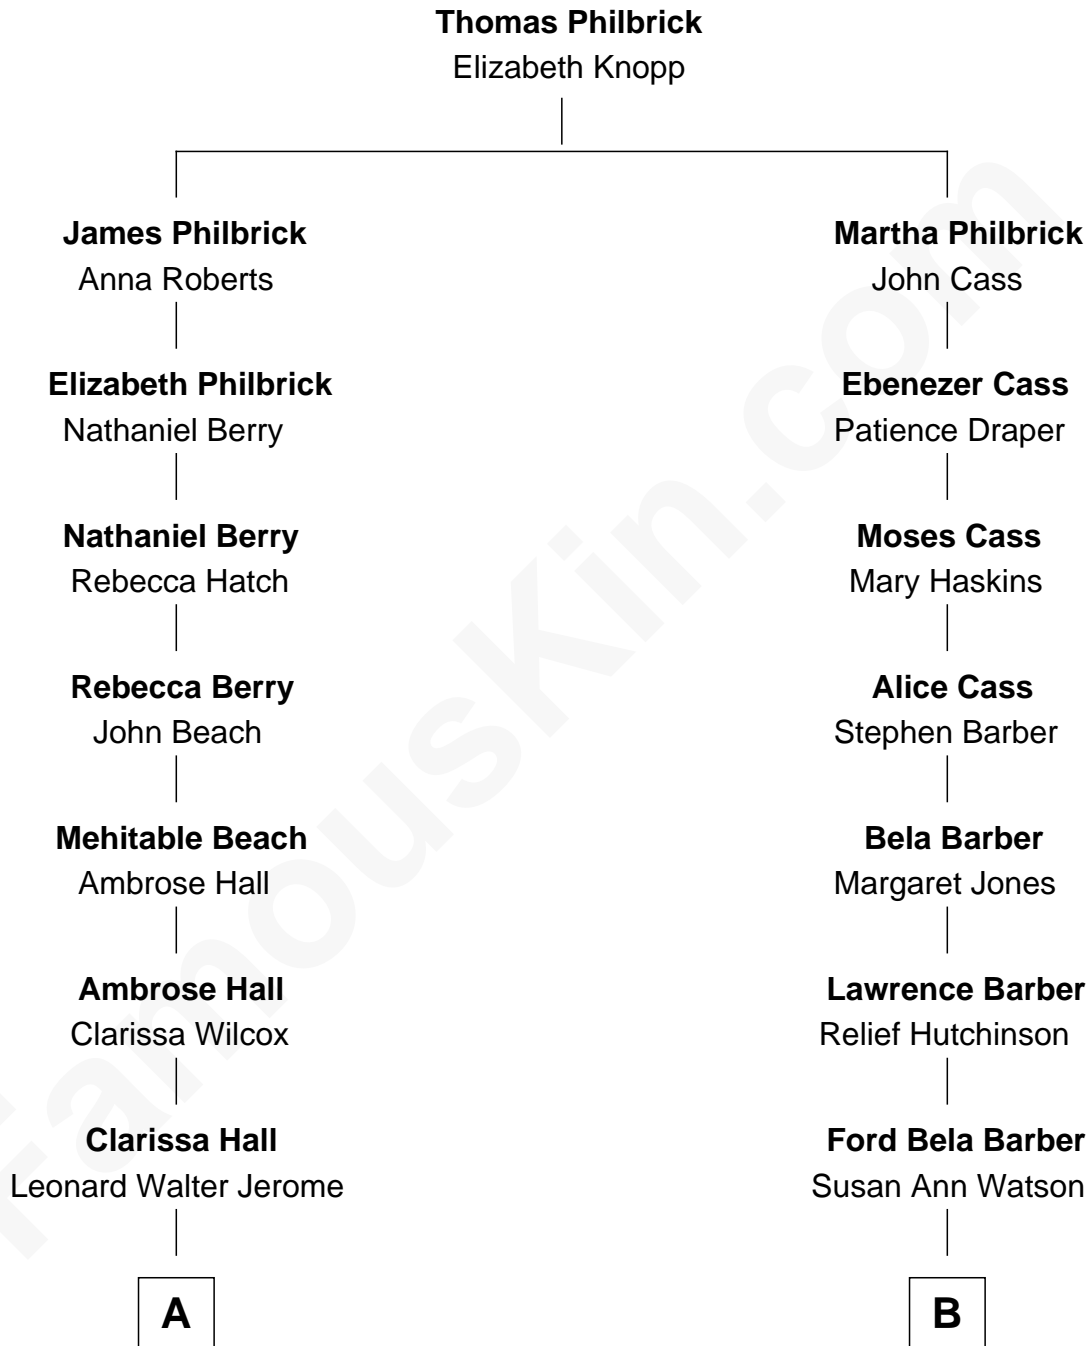 Thomas Philbrick
Elizabeth Knopp
James Philbrick
Anna Roberts
Elizabeth Philbrick
Nathaniel Berry
Nathaniel Berry
Rebecca Hatch
Rebecca Berry
John Beach
Mehitable Beach
Ambrose Hall
Ambrose Hall
Clarissa Wilcox
Clarissa Hall
Leonard Walter Jerome
A
Martha Philbrick
John Cass
Ebenezer Cass
Patience Draper
Moses Cass
Mary Haskins
Alice Cass
Stephen Barber
Bela Barber
Margaret Jones
Lawrence Barber
Relief Hutchinson
Ford Bela Barber
Susan Ann Watson
B
FamousKin.com